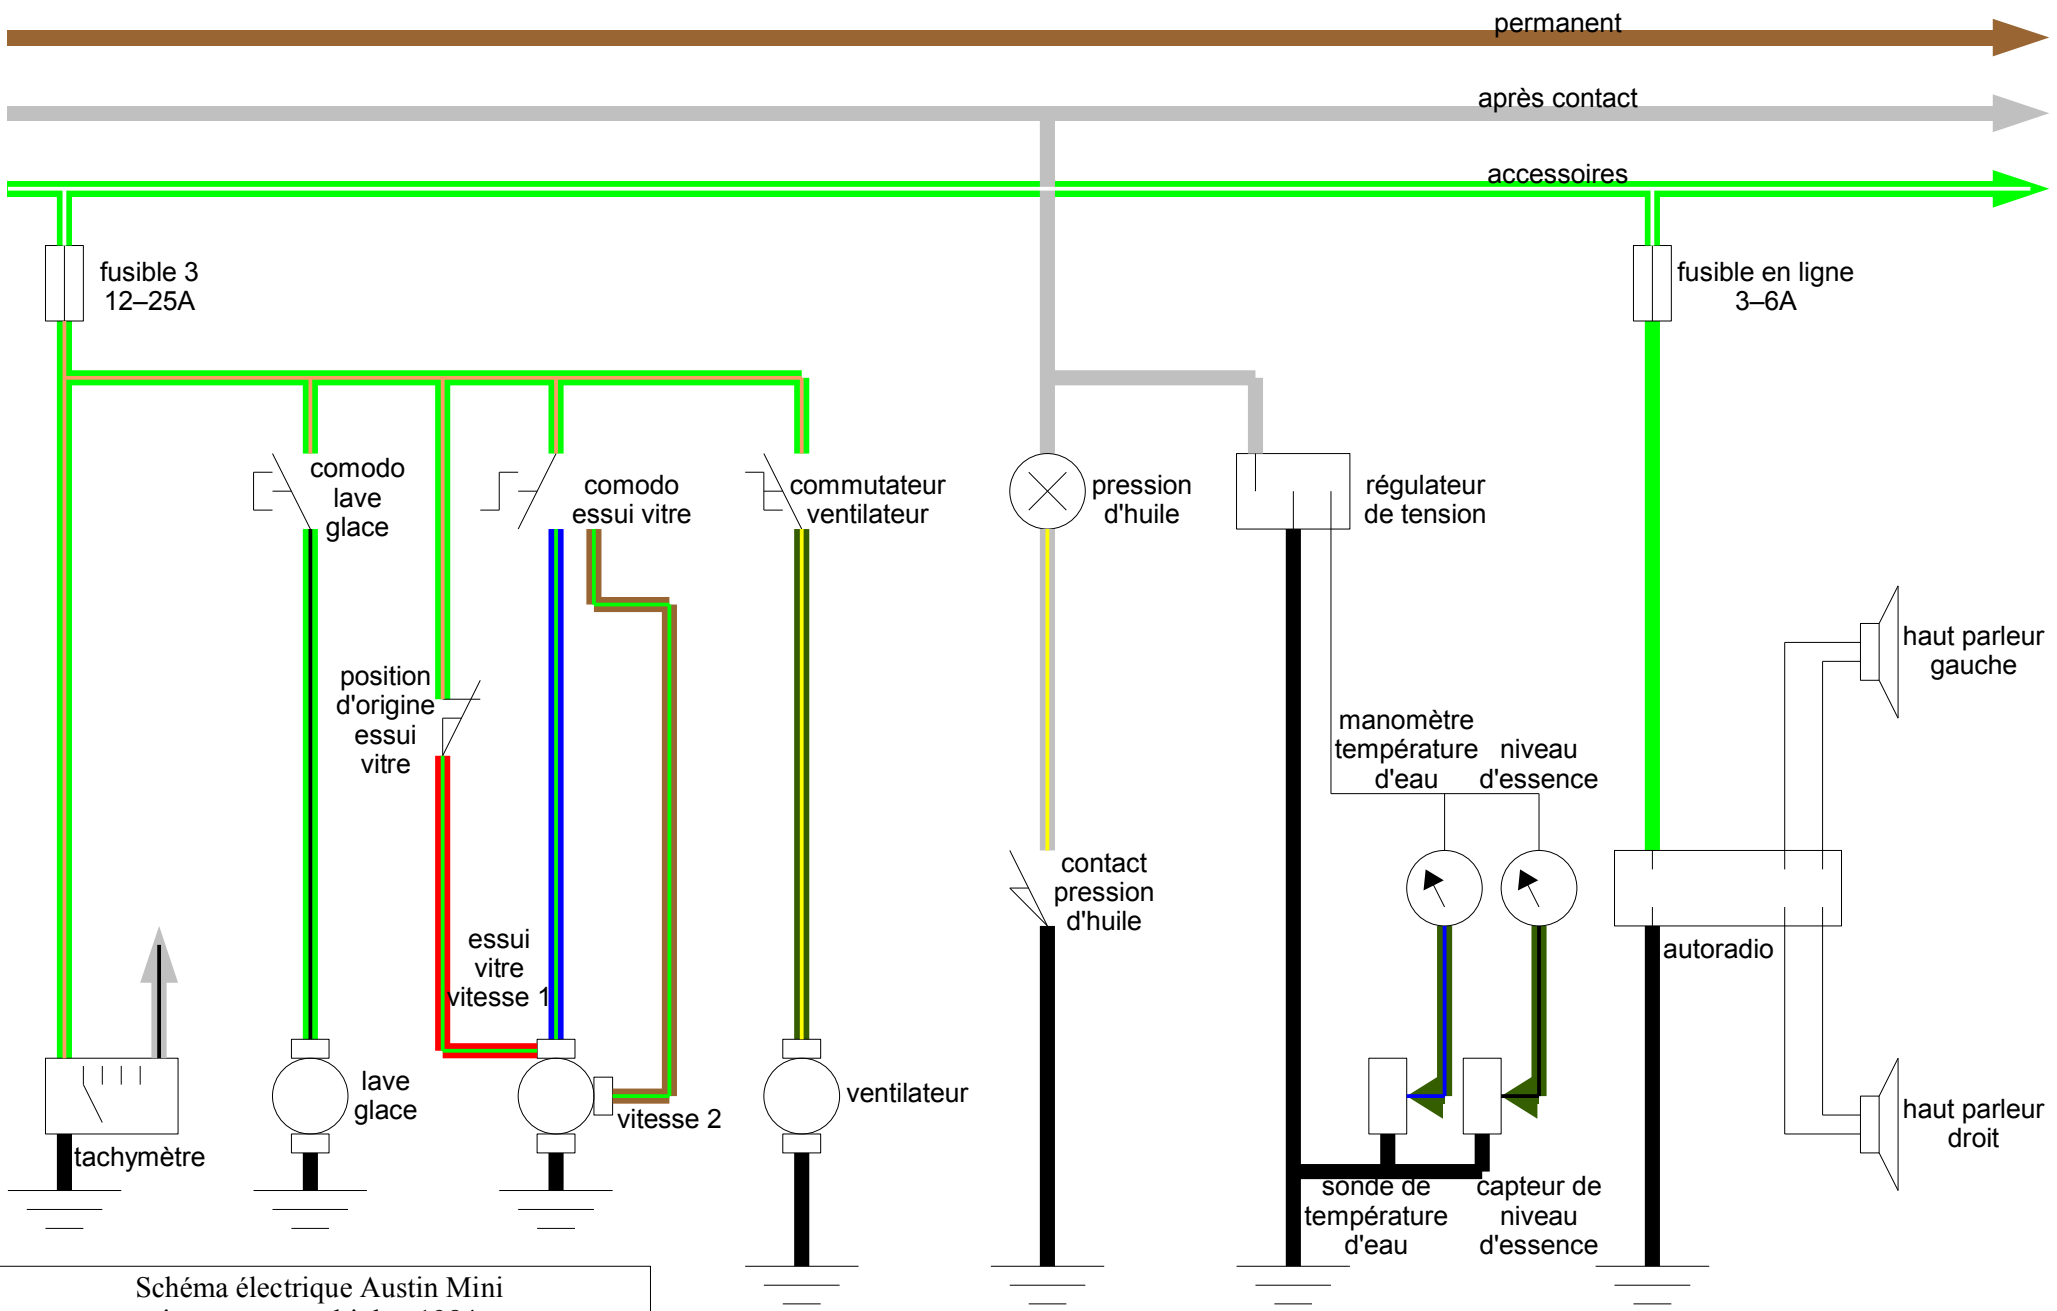 permanent
après contact
accessoires
fusible 3
12–25A
fusible en ligne
3–6A
comodo
lave
glace
comodo
essui vitre
commutateur
ventilateur
pression
d'huile
régulateur
de tension
haut parleur
gauche
position
d'origine
essui
vitre
manomètre
température
d'eau
niveau
d'essence
contact
pression
d'huile
essui
vitre
vitesse 1
autoradio
lave
glace
vitesse 2
ventilateur
haut parleur
droit
tachymètre
sonde de
température
d'eau
capteur de
niveau
d'essence
Schéma électrique Austin Mini